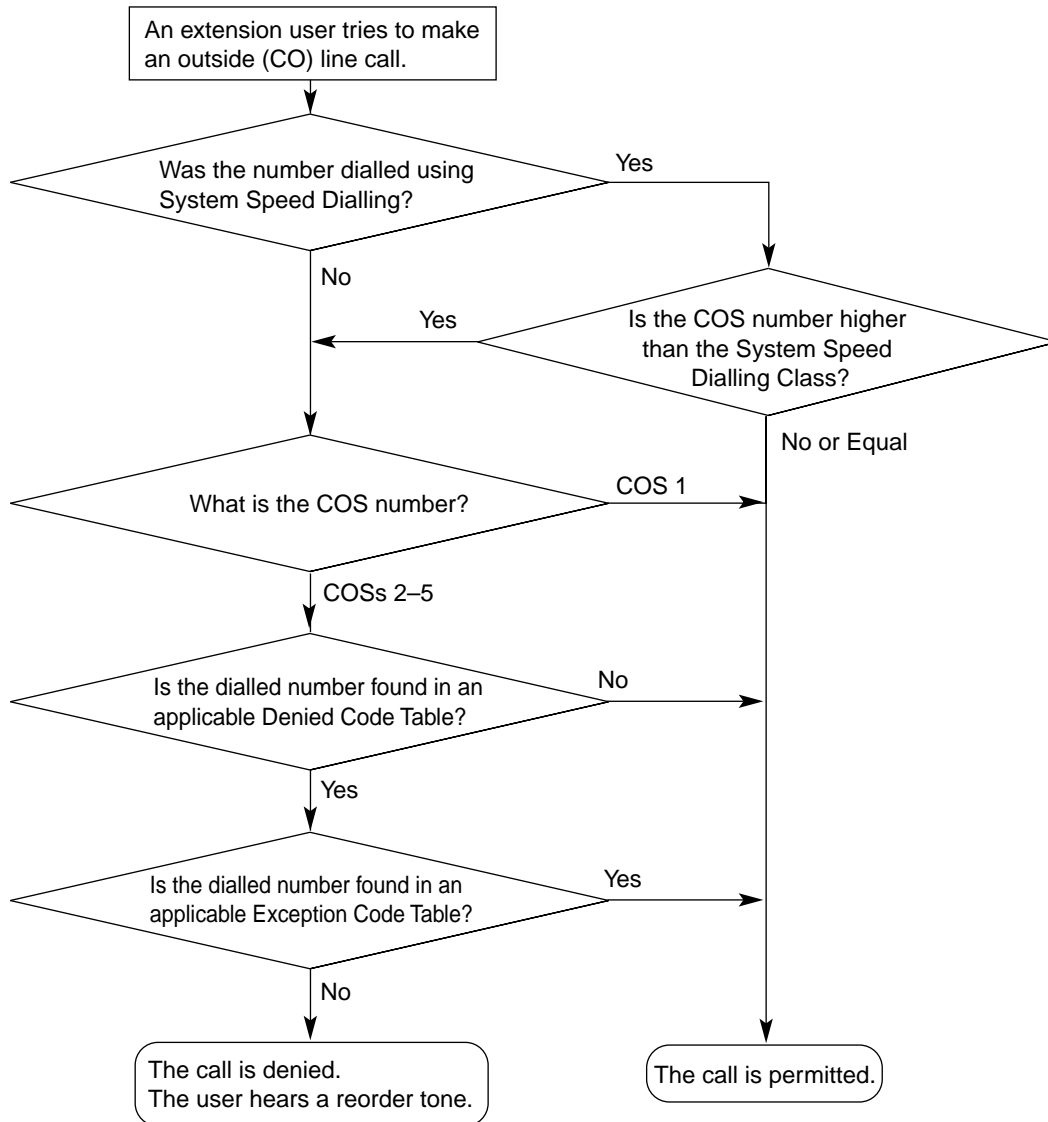 An extension user tries to make
an outside (CO) line call.
Was the number dialled using
System Speed Dialling?
Yes
No
Is the COS number higher
than the System Speed
Dialling Class?
Yes
No or Equal
What is the COS number?
COS 1
COSs 2–5
Is the dialled number found in an
applicable Denied Code Table?
No
Yes
Is the dialled number found in an
applicable Exception Code Table?
Yes
No
The call is denied.
The user hears a reorder tone.
The call is permitted.